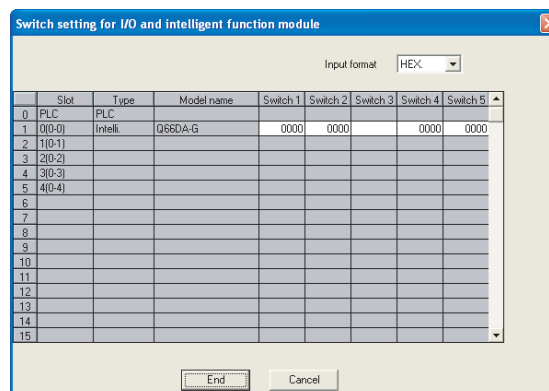 Switch setting for I/O and intelligent function module
Input format HEX.
Slot Type Model name Switch 1 Switch 2 Switch 3 Switch 4 Switch 5
0 PLC PLC
1 0(0-0) Intelli. Q66DA-G 0000 0000 0000 0000
2 1(0-1)
3 2(0-2)
4 3(0-3)
5 4(0-4)
6
7
8
9
10
11
12
13
14
15
End Cancel